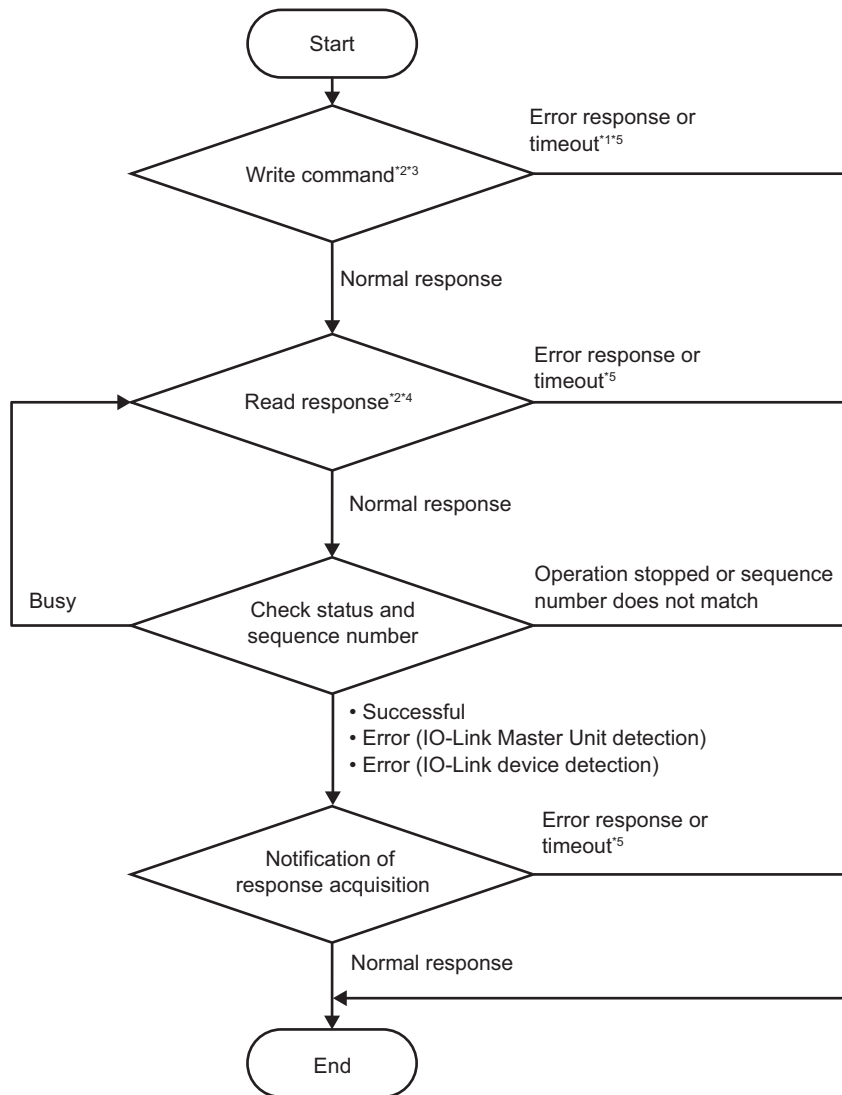 Start
Error response or
timeout*1*5
Write command*2*3
Normal response
Error response or
timeout*5
Read response*2*4
Normal response
Operation stopped or sequence
number does not match
Busy
Check status and
sequence number
• Successful
• Error (IO-Link Master Unit detection)
• Error (IO-Link device detection)
Error response or
timeout*5
Notification of
response acquisition
Normal response
End